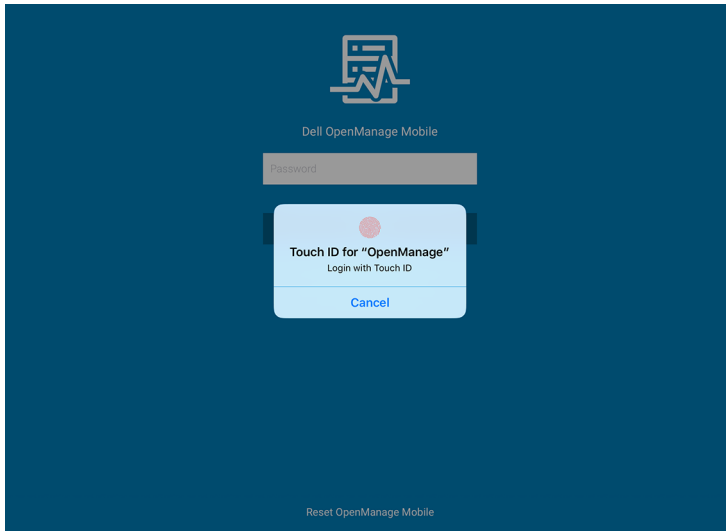 Dell OpenManage Mobile
Password
Touch ID for “OpenManage”
Login with Touch ID
Cancel
Reset OpenManage Mobile